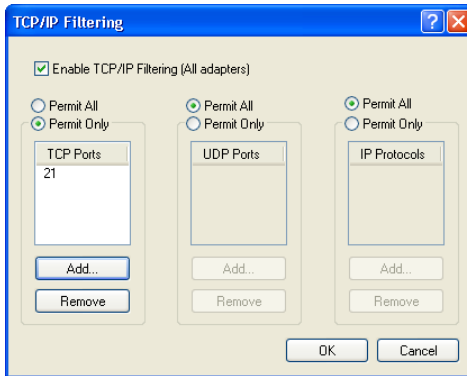 TCP/IP Filtering
Enable TCP/IP Filtering (All adapters)
Permit All
Permit Only
TCP Ports
21
Add...
Remove
Permit All
Permit Only
UDP Ports
Add...
Remove
Permit All
Permit Only
IP Protocols
Add...
Remove
OK
Cancel